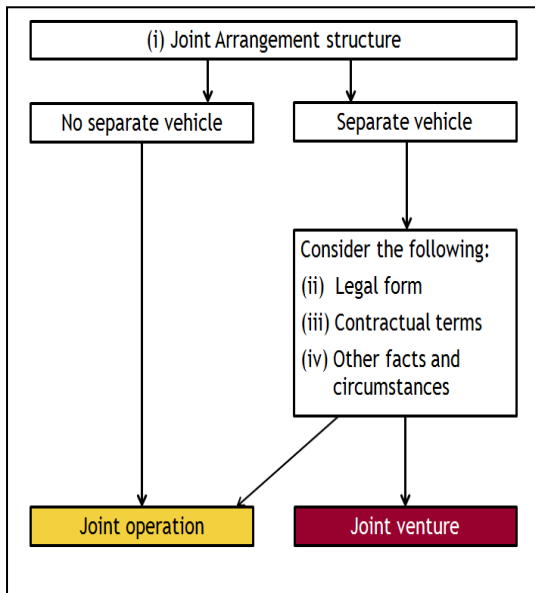 (i) Joint Arrangement structure
No separate vehicle
Separate vehicle
Consider the following:
(ii) Legal form
(iii) Contractual terms
(iv) Other facts and
circumstances
Joint operation
Joint venture